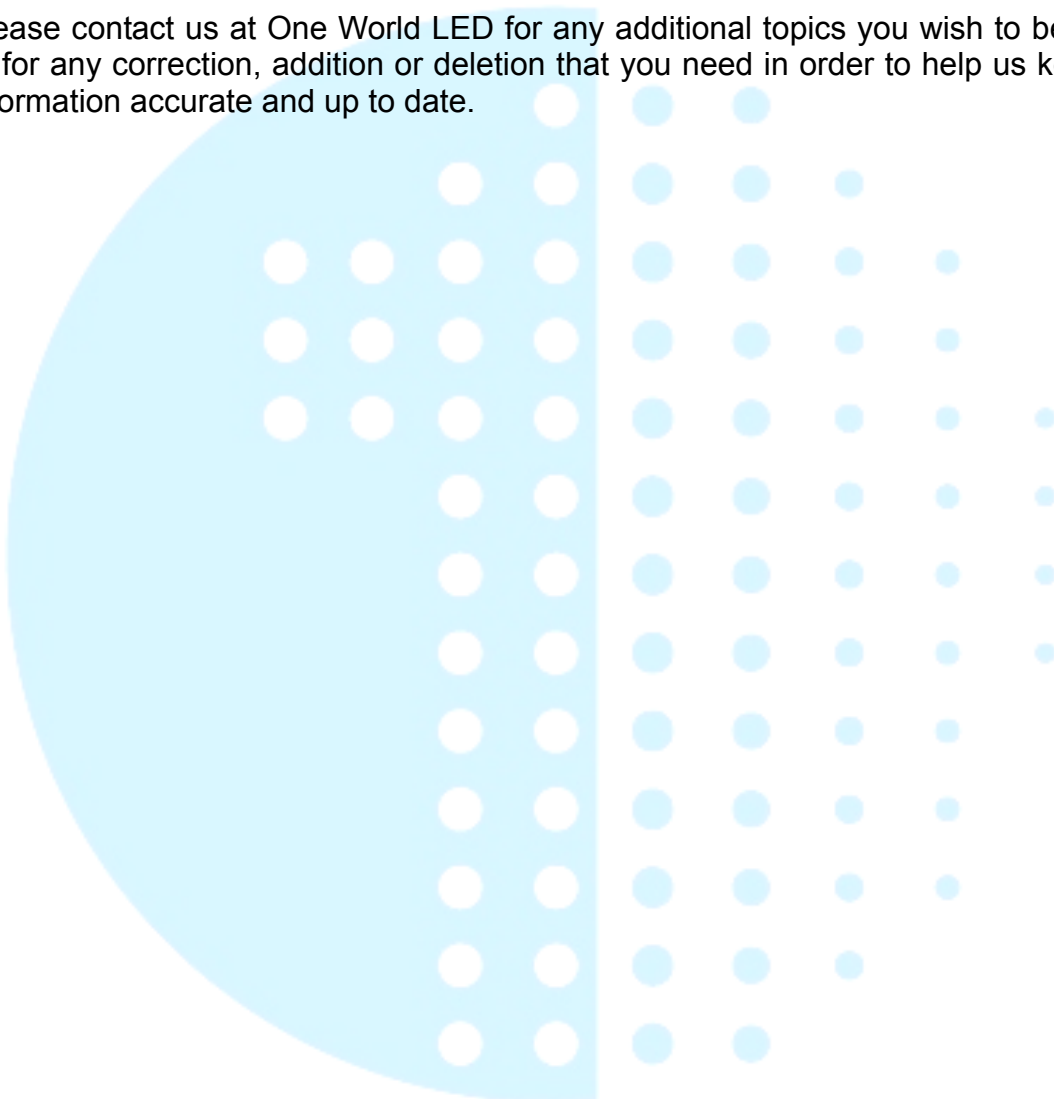 ease contact us at One World LED for any additional topics you wish to be
for any correction, addition or deletion that you need in order to help us k
ormation accurate and up to date.